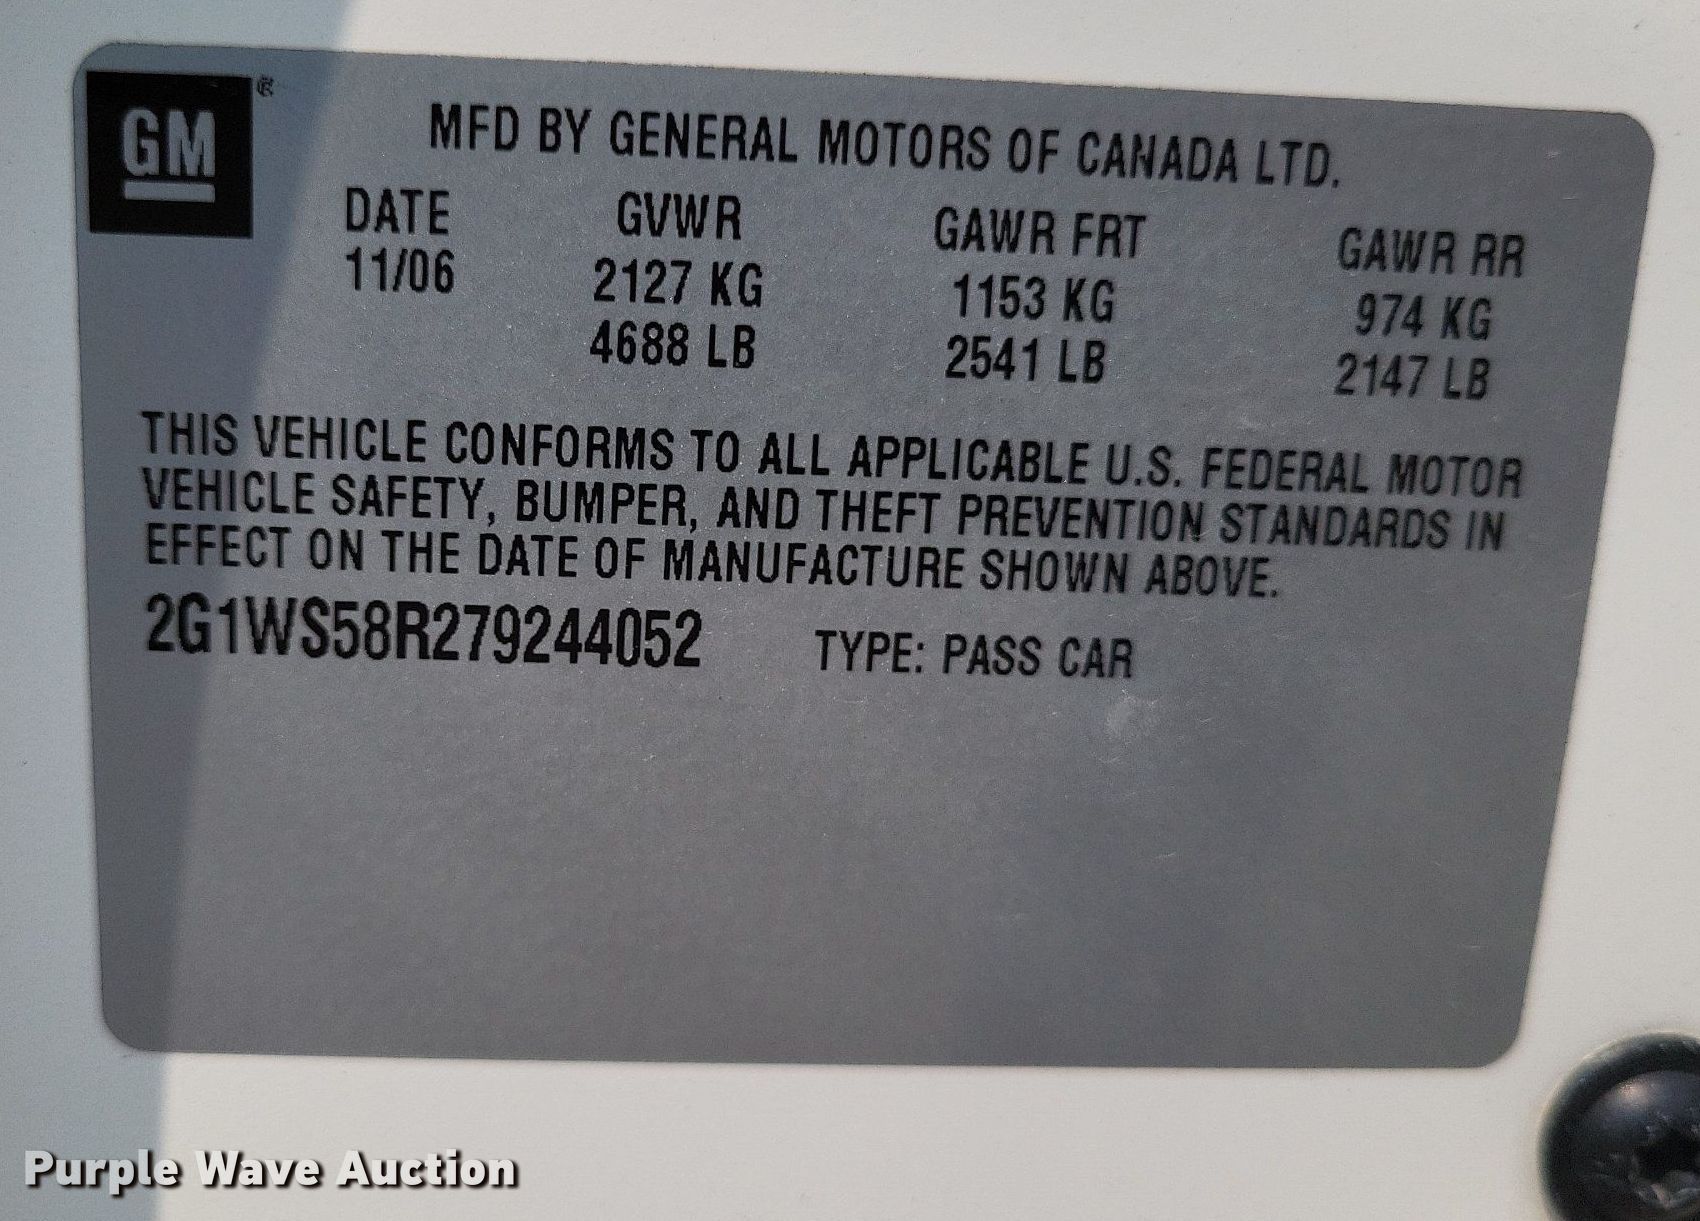 GM ®
MFD BY GENERAL MOTORS OF CANADA LTD.
DATE GVWR GAWR FRT GAWR RR
11/06 2127 KG 1153 KG 974 KG
4688 LB 2541 LB 2147 LB
THIS VEHICLE CONFORMS TO ALL APPLICABLE U.S. FEDERAL MOTOR
VEHICLE SAFETY, BUMPER, AND THEFT PREVENTION STANDARDS IN
EFFECT ON THE DATE OF MANUFACTURE SHOWN ABOVE.
2G1WS58R279244052 TYPE: PASS CAR
Purple Wave Auction